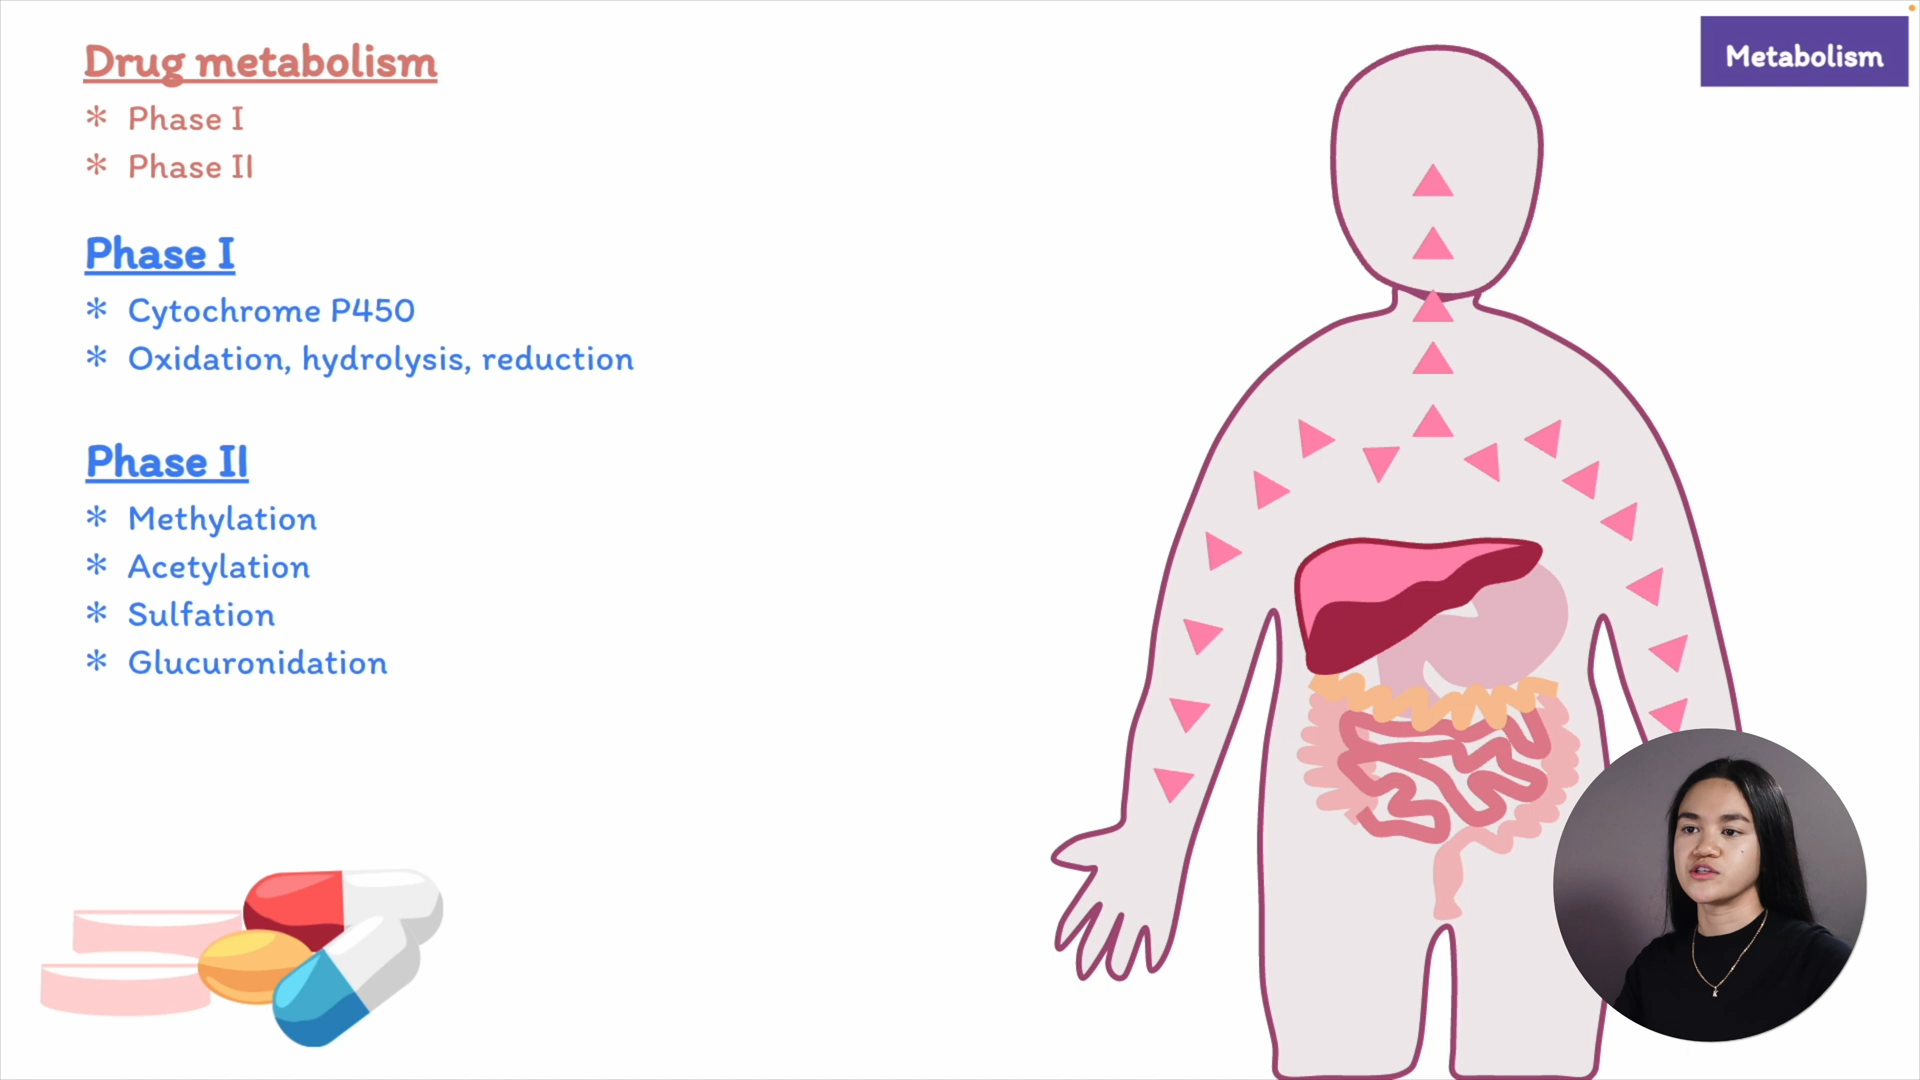 Drug metabolism
* Phase I
* Phase II
Phase I
* Cytochrome P450
* Oxidation, hydrolysis, reduction
Phase II
* Methylation
* Acetylation
* Sulfation
* Glucuronidation
Metabolism